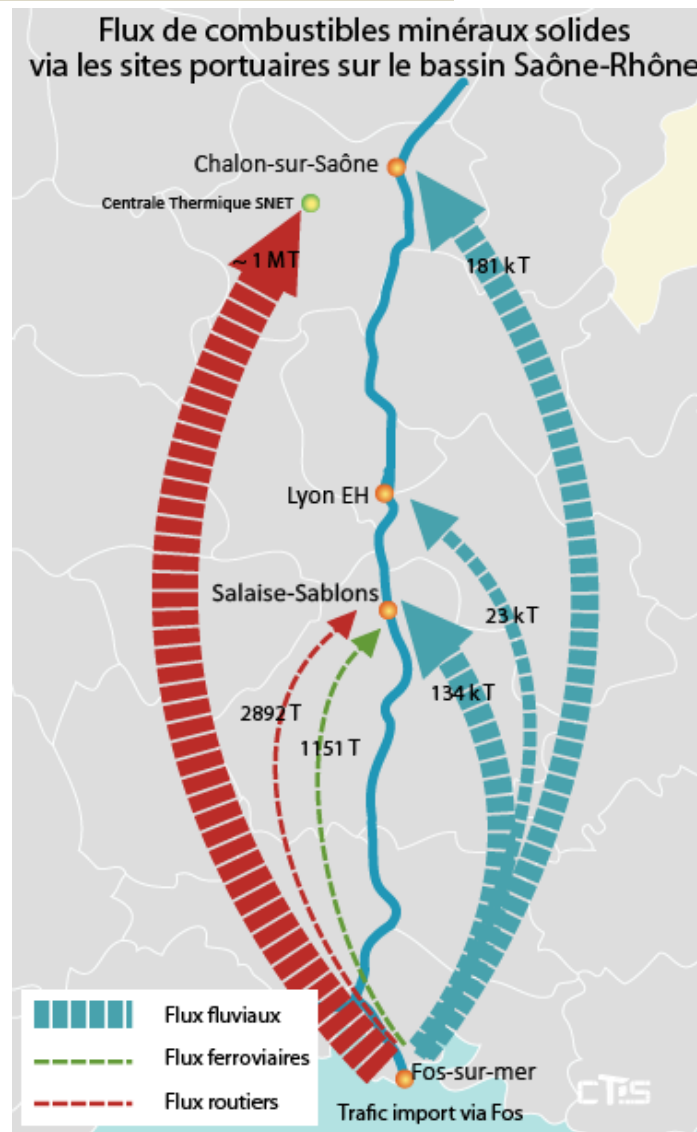 Flux de combustibles minéraux solides
via les sites portuaires sur le bassin Saône-Rhône
Chalon-sur-Saône
Centrale Thermique SNET
~ 1 MT
181 kT
Lyon EH
Salaise-Sablons
23 kT
134 kT
2892 T
1151 T
Flux fluviaux
Flux ferroviaires
Flux routiers
Fos-sur-mer
Trafic import via Fos
CTS